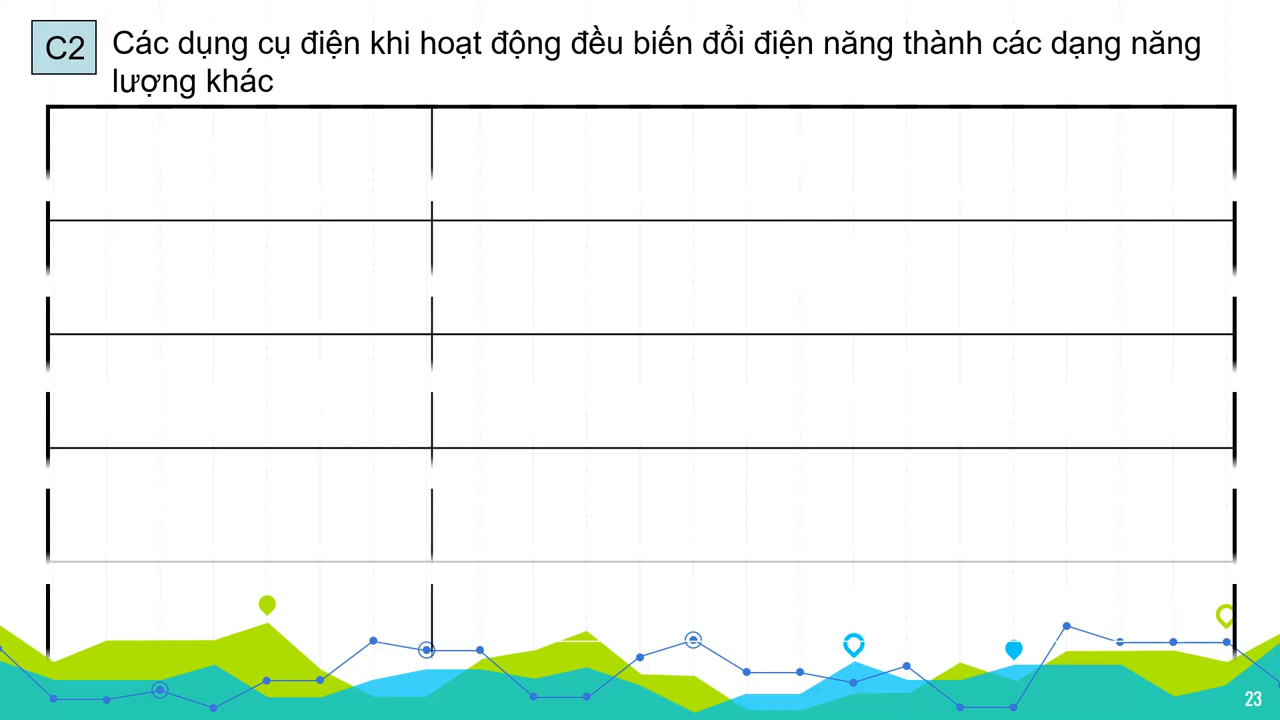 C2
Các dụng cụ điện khi hoạt động đều biến đổi điện năng thành các dạng năng
lượng khác
23